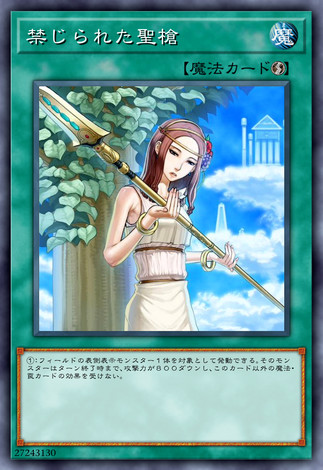 禁じられた聖槍
魔
【魔法カード】
①:フィールドの表側表示モンスター1体を対象として発動できる。そのモン
スターはターン終了時まで、攻撃力が800ダウンし、このカード以外の魔法・
罠カードの効果を受けない。
27243130